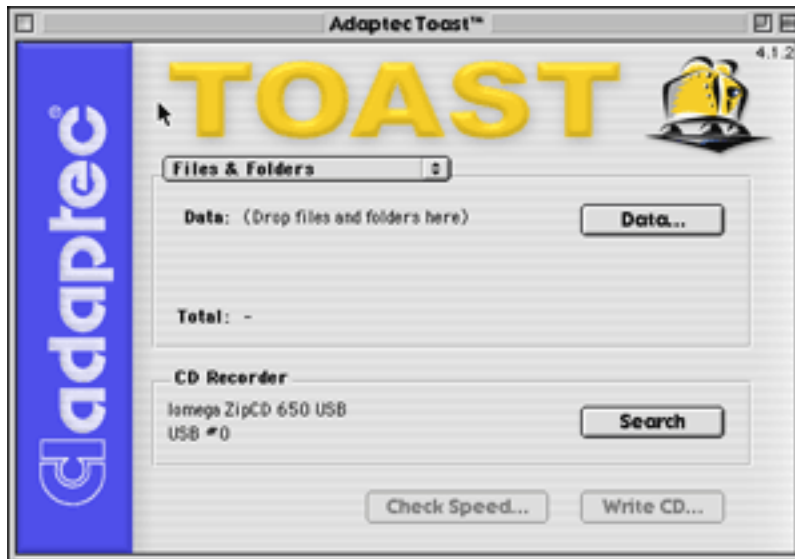 Adaptec Toast™
4.1.2
TOAST
adaptec®
Files & Folders
Data: (Drop files and folders here)
Data...
Total: -
CD Recorder
Iomega ZipCD 650 USB
USB #0
Search
Check Speed...
Write CD...